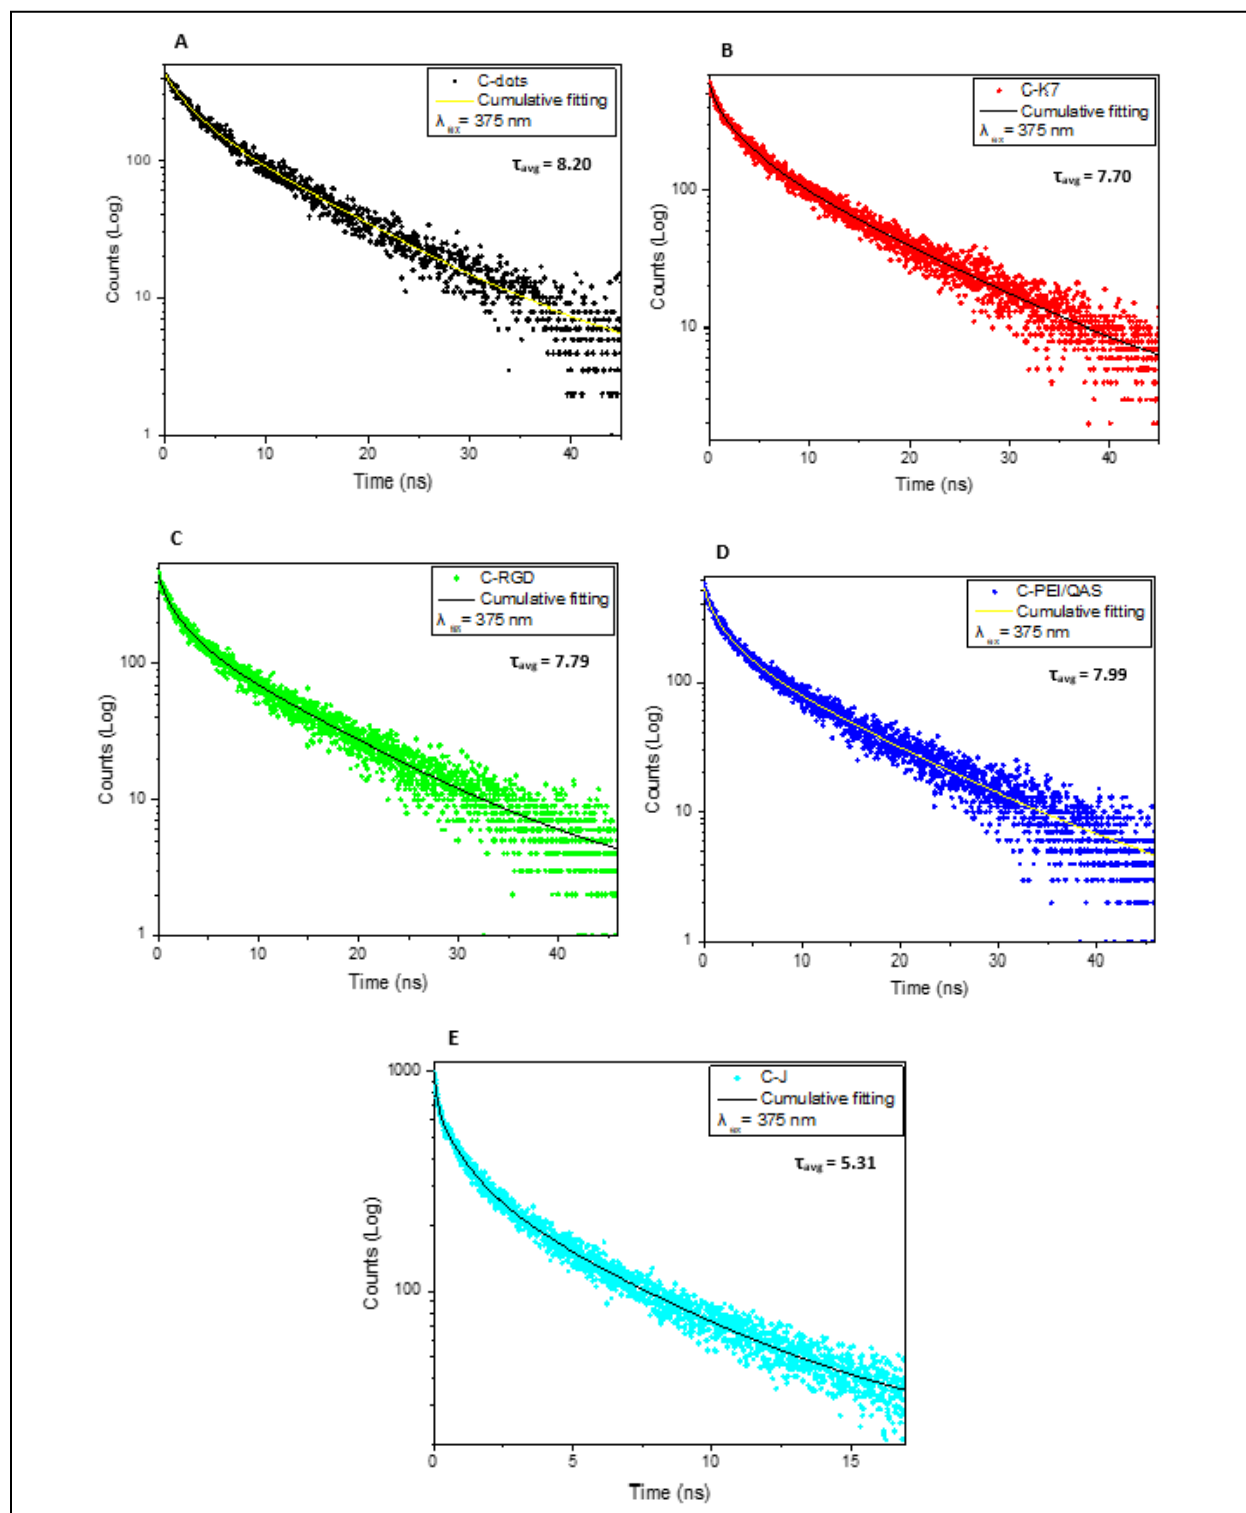 A
C-dots
Cumulative fitting
λ ex = 375 nm
τavg = 8.20
100
10
1
Counts (Log)
0 10 20 30 40
Time (ns)
B
C-K7
Cumulative fitting
λ ex = 375 nm
τavg = 7.70
100
10
Counts (Log)
0 10 20 30 40
Time (ns)
C
C-RGD
Cumulative fitting
λ ex = 375 nm
τavg = 7.79
100
10
1
Counts (Log)
0 10 20 30 40
Time (ns)
D
C-PEI/QAS
Cumulative fitting
λ ex = 375 nm
τavg = 7.99
100
10
1
Counts (Log)
0 10 20 30 40
Time (ns)
E
C-J
Cumulative fitting
λ ex = 375 nm
τavg = 5.31
1000
100
Counts (Log)
0 5 10 15
Time (ns)